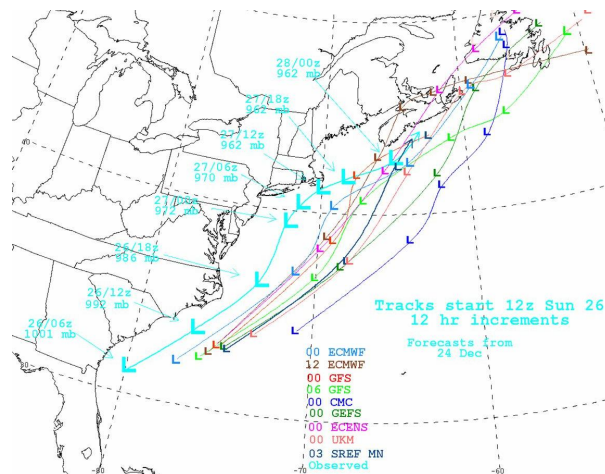 28/00z
962 mb
27/18z
962 mb
27/12z
962 mb
27/06z
970 mb
972 mb
26/18z
986 mb
26/12z
992 mb
26/06z
1001 mb
Tracks start 12z Sun 26
12 hr increments
Forecasts from
24 Dec
00 ECMWF
12 ECMWF
00 GFS
06 GFS
00 CMC
00 GEFS
00 ECENS
00 UKM
03 SREF MN
Observed
-80
-70
-60